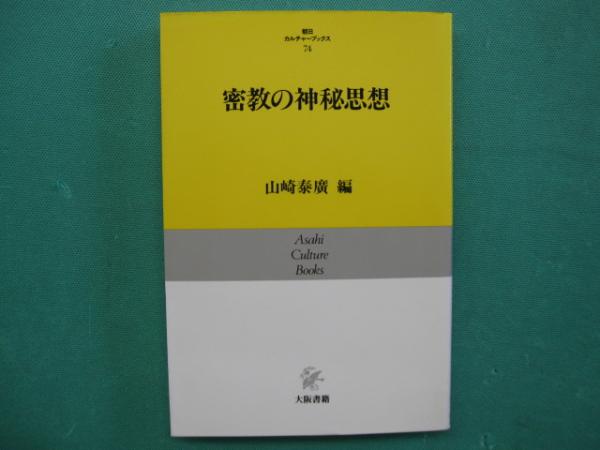 朝日
カルチャーブックス
74
密教の神秘思想
山崎泰廣 編
Asahi
Culture
Books
大阪書籍